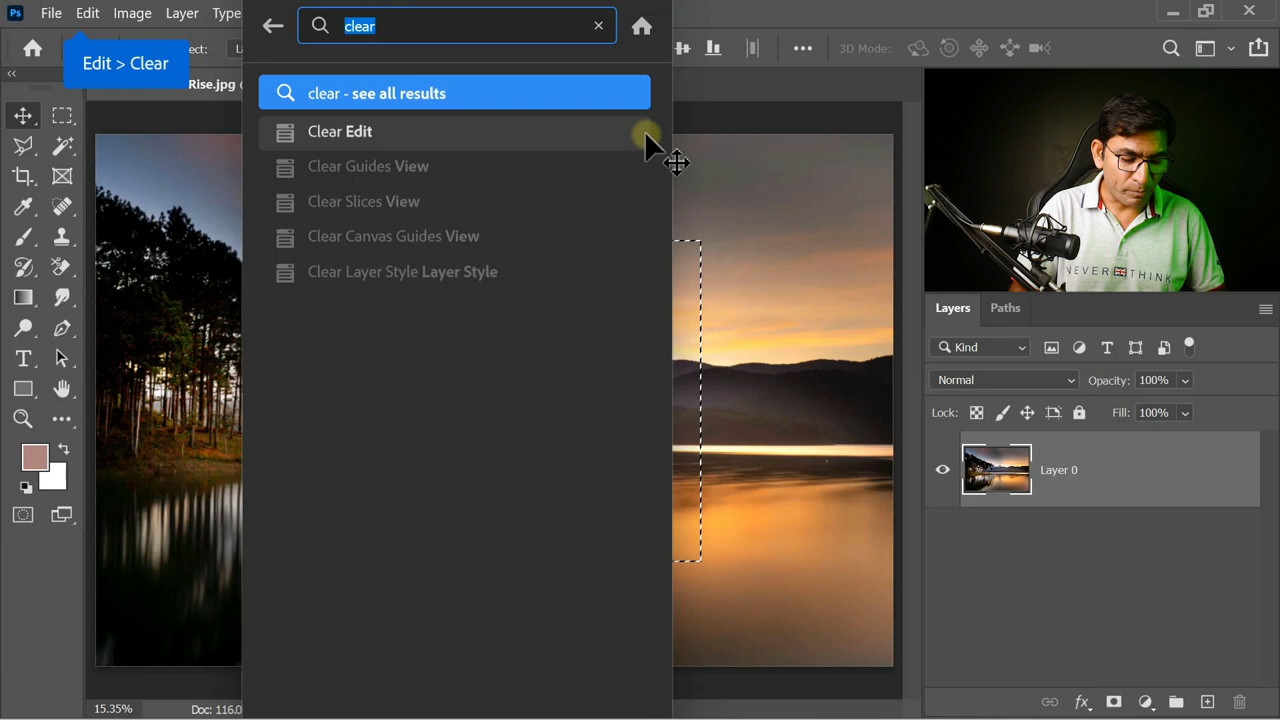 Ps File Edit Image Layer Type
clear
Edit > Clear
3D Mode:
Rise.jpg
clear - see all results
Clear Edit
Clear Guides View
Clear Slices View
Clear Canvas Guides View
Clear Layer Style Layer Style
NEVER THINK
Layers Paths
Kind
Normal Opacity: 100%
Lock: Fill: 100%
Layer 0
15.35% Doc: 116.0